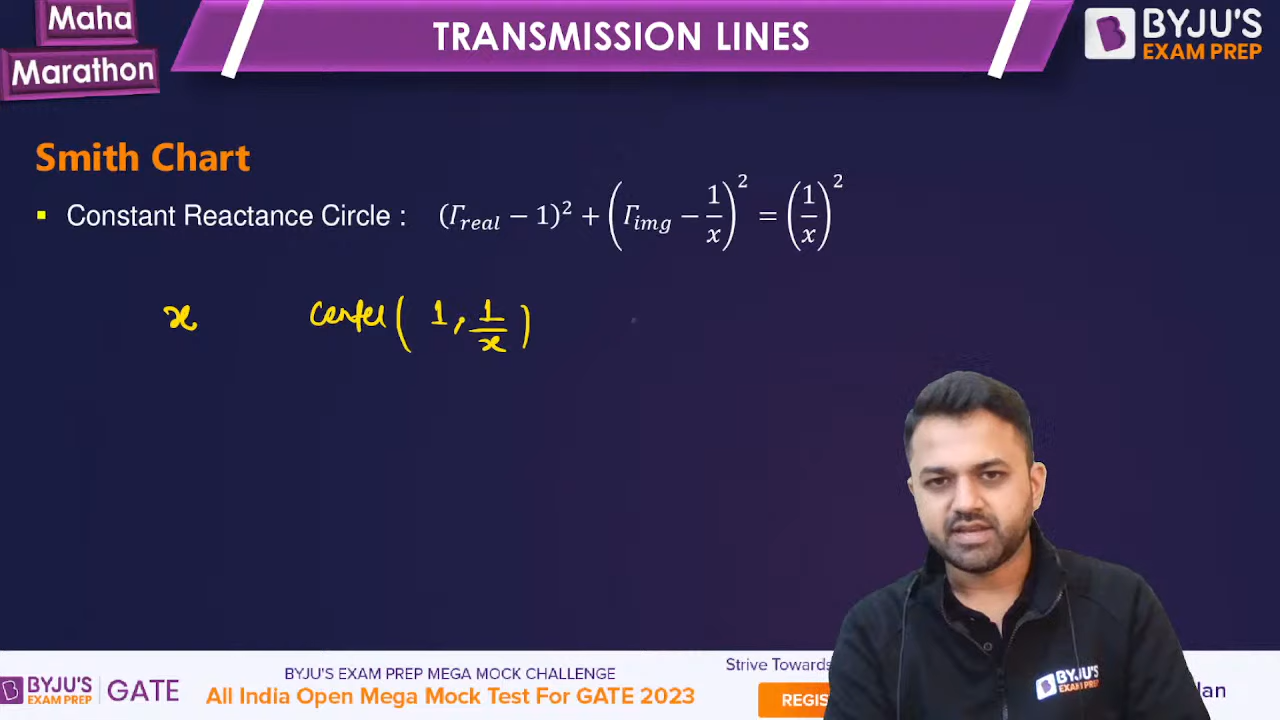 Maha
Marathon
TRANSMISSION LINES
BYJU'S
EXAM PREP
Smith Chart
▪ Constant Reactance Circle : (Γ_real − 1)² + (Γ_img − 1/x)² = (1/x)²
x center ( 1, 1/x )
BYJU'S
EXAM PREP
BYJU'S
EXAM PREP
GATE
BYJU'S EXAM PREP MEGA MOCK CHALLENGE
All India Open Mega Mock Test For GATE 2023
Strive Towards
REGIS
lan